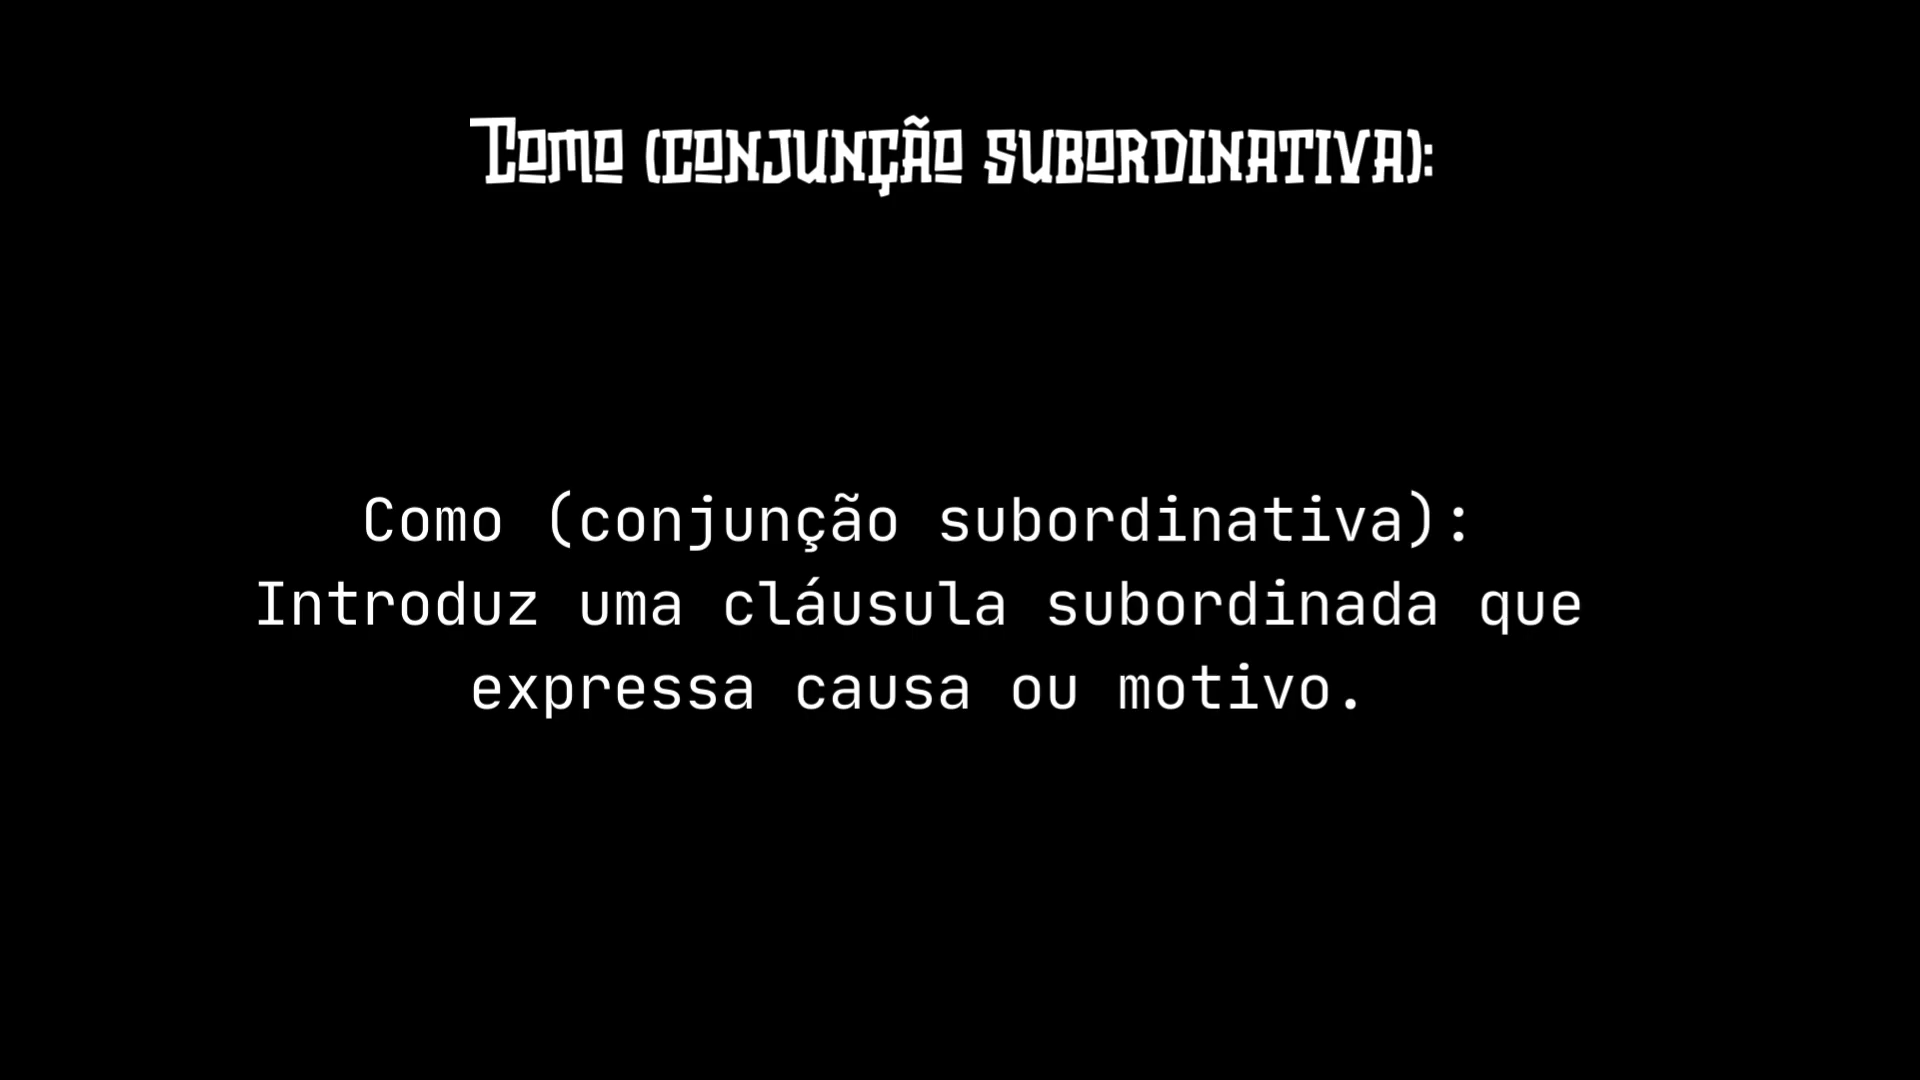 Como (conjunção subordinativa):
Como (conjunção subordinativa):
Introduz uma cláusula subordinada que
expressa causa ou motivo.